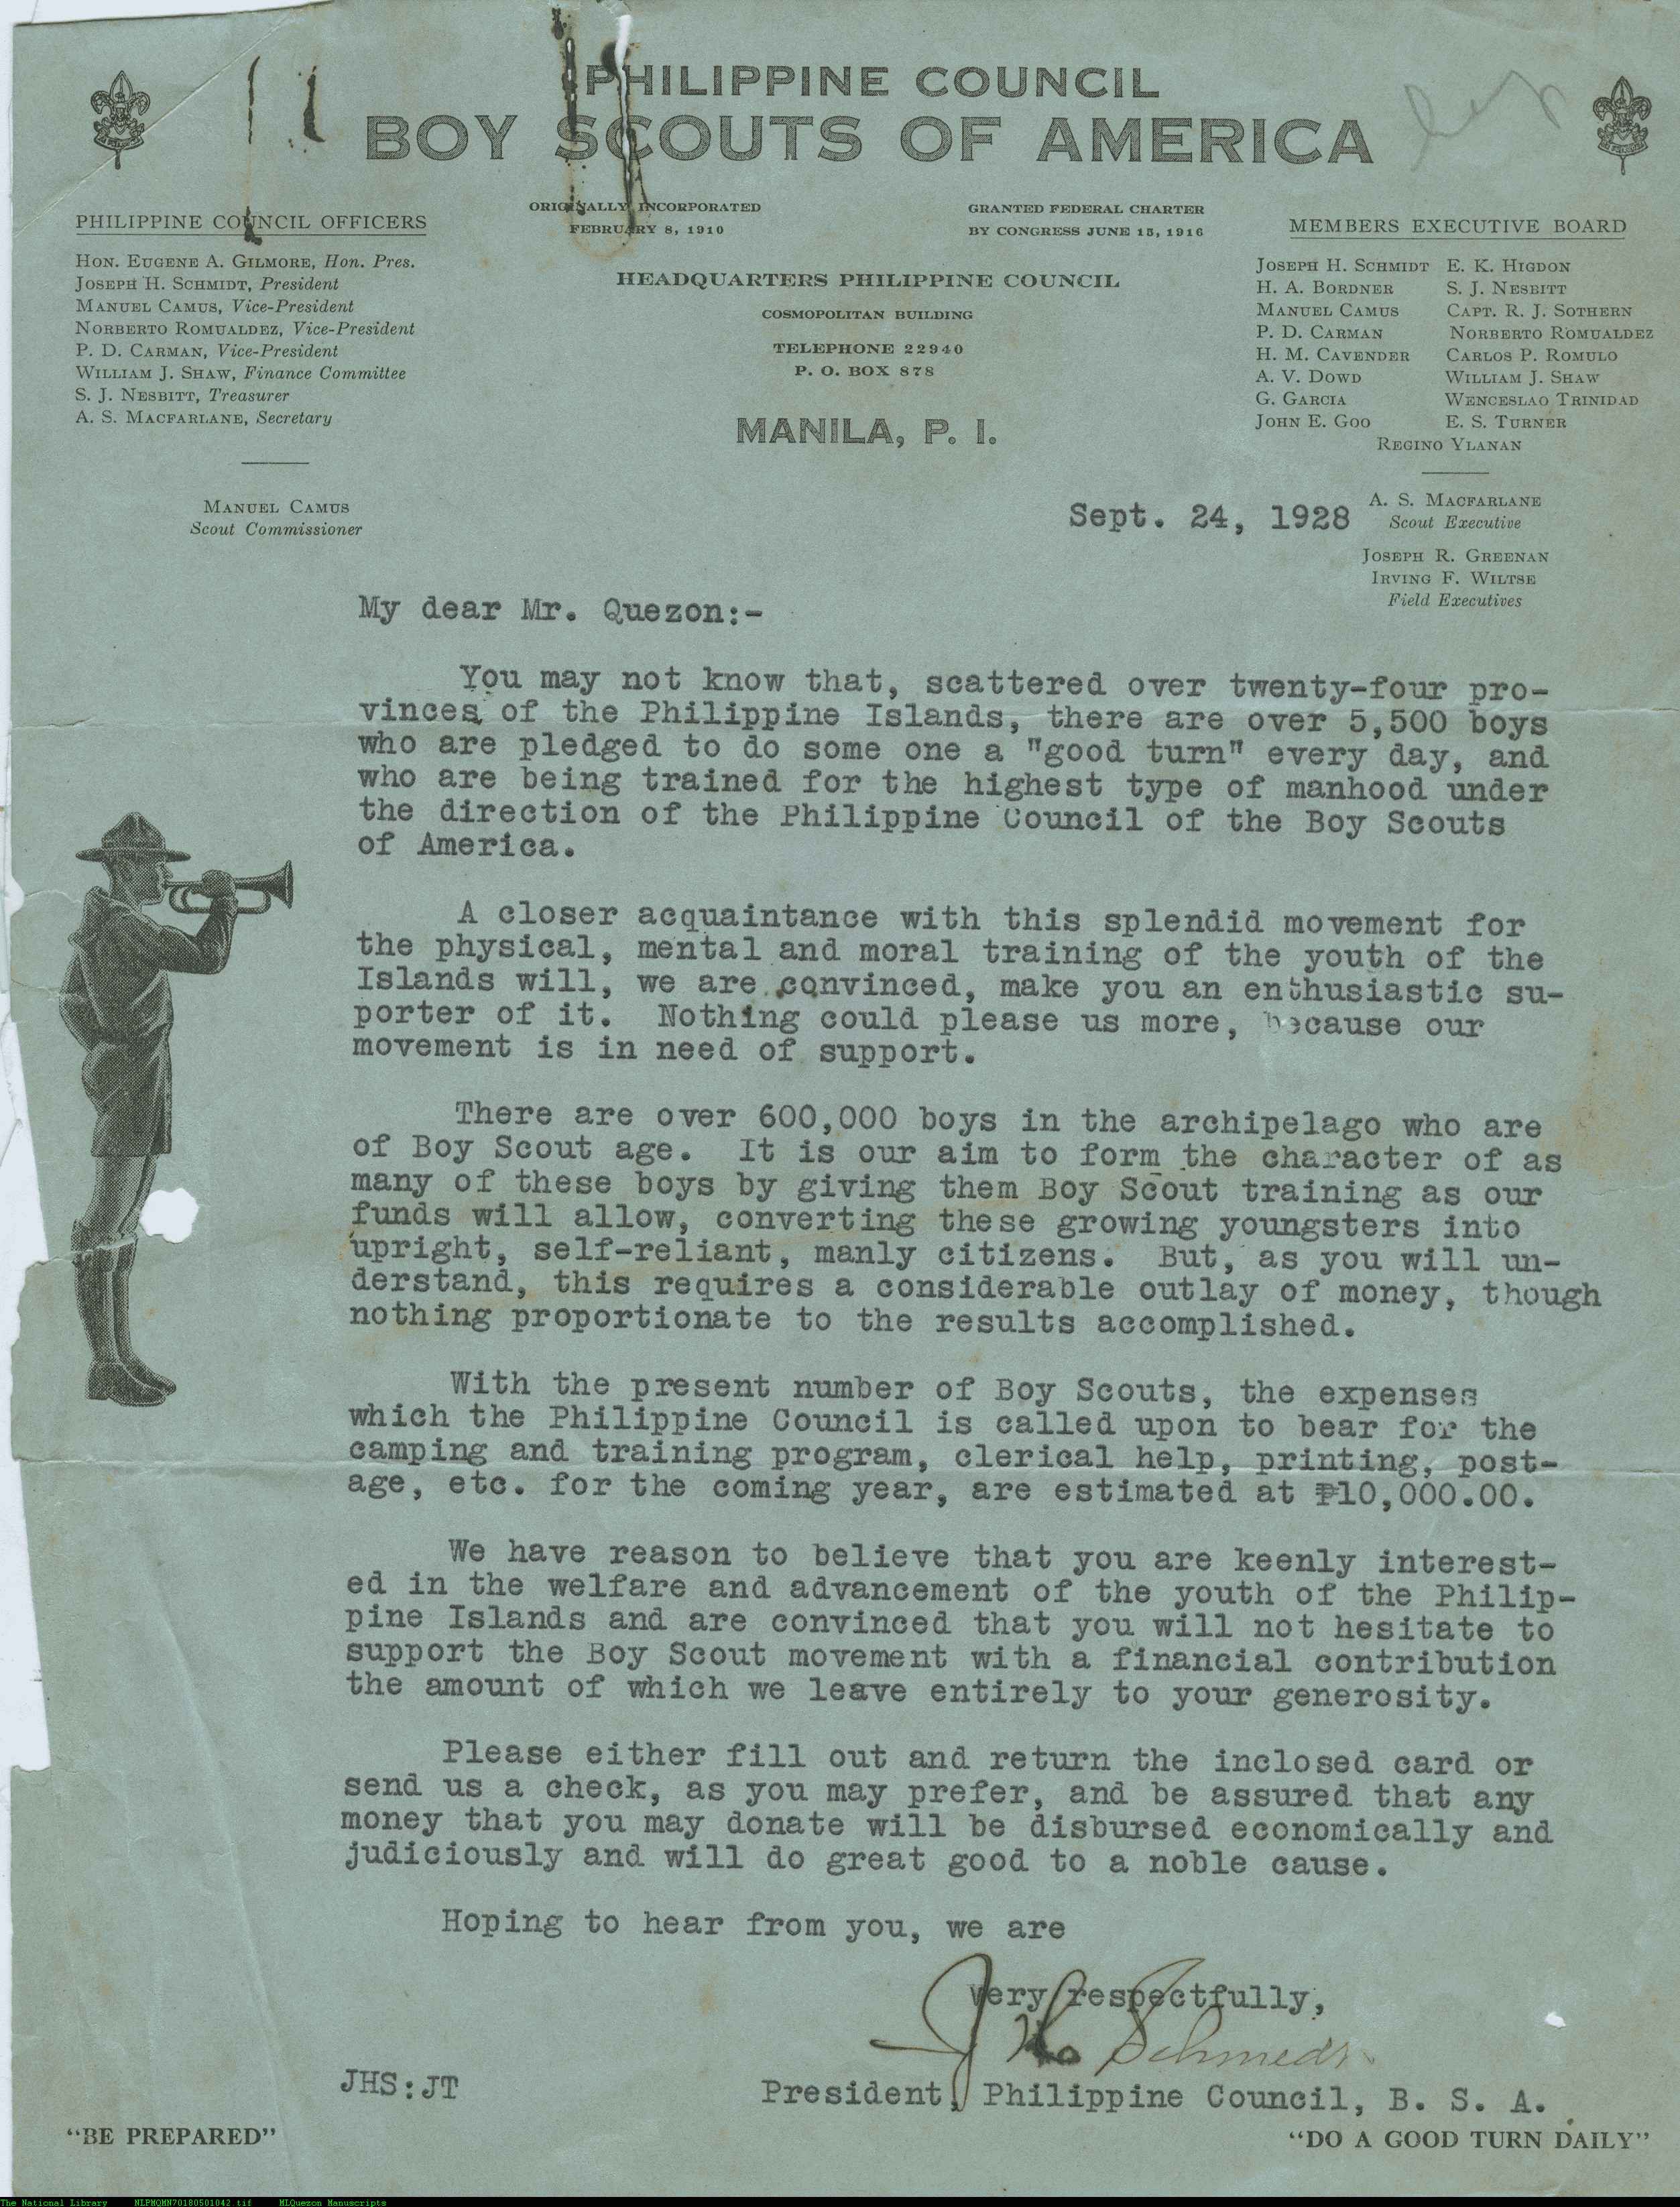 PHILIPPINE COUNCIL
BOY SCOUTS OF AMERICA
ORIGINALLY INCORPORATED
FEBRUARY 8, 1910
GRANTED FEDERAL CHARTER
BY CONGRESS JUNE 15, 1916
HEADQUARTERS PHILIPPINE COUNCIL
COSMOPOLITAN BUILDING
TELEPHONE 22940
P. O. BOX 878
MANILA, P. I.
PHILIPPINE COUNCIL OFFICERS
HON. EUGENE A. GILMORE, Hon. Pres.
JOSEPH H. SCHMIDT, President
MANUEL CAMUS, Vice-President
NORBERTO ROMUALDEZ, Vice-President
P. D. CARMAN, Vice-President
WILLIAM J. SHAW, Finance Committee
S. J. NESBITT, Treasurer
A. S. MACFARLANE, Secretary
MANUEL CAMUS
Scout Commissioner
MEMBERS EXECUTIVE BOARD
JOSEPH H. SCHMIDT E. K. HIGDON
H. A. BORDNER S. J. NESBITT
MANUEL CAMUS CAPT. R. J. SOTHERN
P. D. CARMAN NORBERTO ROMUALDEZ
H. M. CAVENDER CARLOS P. ROMULO
A. V. DOWD WILLIAM J. SHAW
G. GARCIA WENCESLAO TRINIDAD
JOHN E. GOO E. S. TURNER
REGINO YLANAN
A. S. MACFARLANE
Scout Executive
JOSEPH R. GREENAN
IRVING F. WILTSE
Field Executives
Sept. 24, 1928
My dear Mr. Quezon:-
You may not know that, scattered over twenty-four pro-
vinces of the Philippine Islands, there are over 5,500 boys
who are pledged to do some one a "good turn" every day, and
who are being trained for the highest type of manhood under
the direction of the Philippine Council of the Boy Scouts
of America.
A closer acquaintance with this splendid movement for
the physical, mental and moral training of the youth of the
Islands will, we are convinced, make you an enthusiastic su-
porter of it. Nothing could please us more, because our
movement is in need of support.
There are over 600,000 boys in the archipelago who are
of Boy Scout age. It is our aim to form the character of as
many of these boys by giving them Boy Scout training as our
funds will allow, converting these growing youngsters into
upright, self-reliant, manly citizens. But, as you will un-
derstand, this requires a considerable outlay of money, though
nothing proportionate to the results accomplished.
With the present number of Boy Scouts, the expenses
which the Philippine Council is called upon to bear for the
camping and training program, clerical help, printing, post-
age, etc. for the coming year, are estimated at ₱10,000.00.
We have reason to believe that you are keenly interest-
ed in the welfare and advancement of the youth of the Philip-
pine Islands and are convinced that you will not hesitate to
support the Boy Scout movement with a financial contribution
the amount of which we leave entirely to your generosity.
Please either fill out and return the inclosed card or
send us a check, as you may prefer, and be assured that any
money that you may donate will be disbursed economically and
judiciously and will do great good to a noble cause.
Hoping to hear from you, we are
Very respectfully,
J H Schmidt
President, Philippine Council, B. S. A.
JHS:JT
"BE PREPARED"
"DO A GOOD TURN DAILY"
The National Library NLPMQMN70180501042.tif MLQuezon Manuscripts